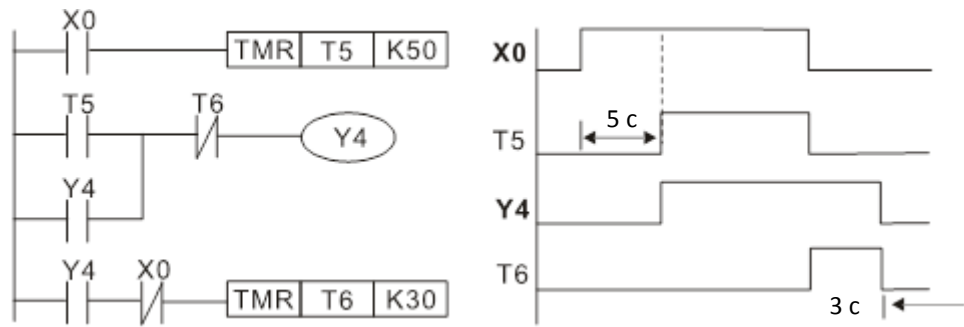 X0
TMR T5 K50
T5 T6
Y4
Y4
Y4 X0
TMR T6 K30
X0
5 c
T5
Y4
T6
3 c